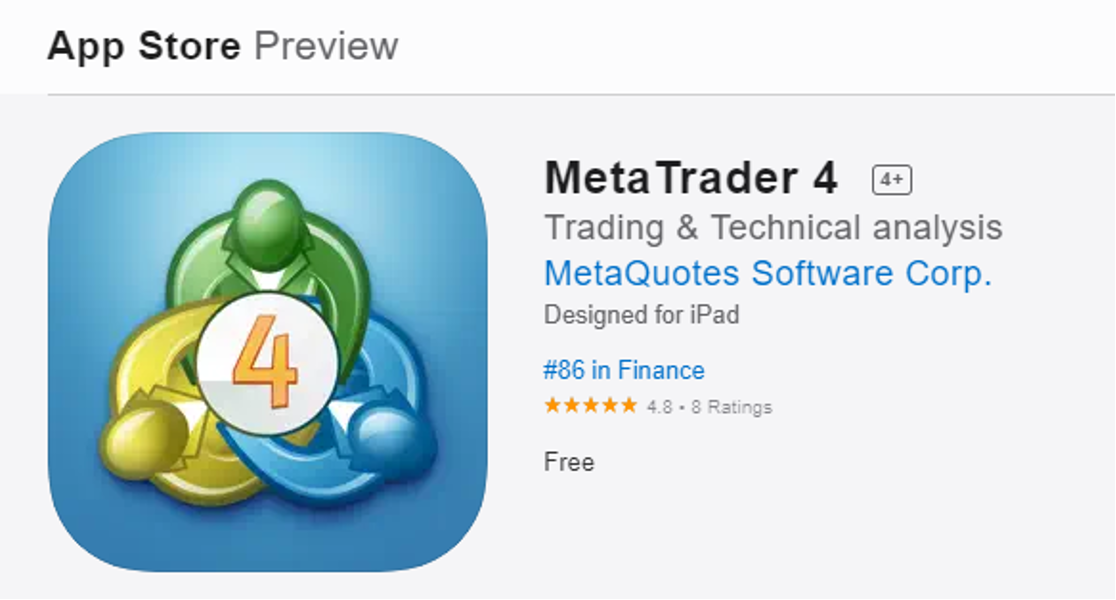 App Store Preview
MetaTrader 4 4+
Trading & Technical analysis
MetaQuotes Software Corp.
Designed for iPad
#86 in Finance
★★★★★ 4.8 • 8 Ratings
Free
4